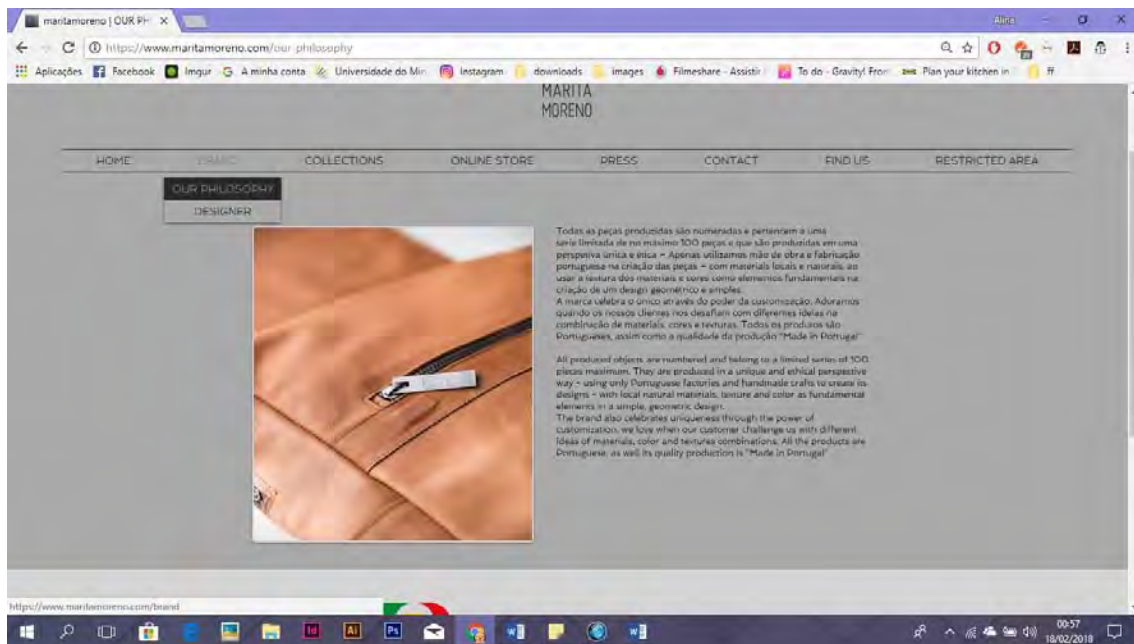 maritamoreno | OUR PH
Alina
https://www.maritamoreno.com/our-philosophy
Aplicações Facebook Imgur A minha conta Universidade do Min Instagram downloads images Filmeshare - Assistir To do - Gravity! Fron Plan your kitchen in ff
MARITA
MORENO
HOME BRAND COLLECTIONS ONLINE STORE PRESS CONTACT FIND US RESTRICTED AREA
OUR PHILOSOPHY
DESIGNER
Todas as peças produzidas são numeradas e pertencem a uma
série limitada de no máximo 100 peças e que são produzidas em uma
perspetiva única e ética – Apenas utilizamos mão de obra e fabricação
portuguesa na criação das peças – com materiais locais e naturais, ao
usar a textura dos materiais e cores como elementos fundamentais na
criação de um design geométrico e simples.
A marca celebra o único através do poder da customização. Adoramos
quando os nossos clientes nos desafiam com diferentes ideias na
combinação de materiais, cores e texturas. Todos os produtos são
Portugueses, assim como a qualidade da produção "Made in Portugal"
All produced objects are numbered and belong to a limited series of 100
pieces maximum. They are produced in a unique and ethical perspective
way – using only Portuguese factories and handmade crafts to create its
designs – with local natural materials, texture and color as fundamental
elements in a simple, geometric design.
The brand also celebrates uniqueness through the power of
customization, we love when our customer challenge us with different
Ideas of materials, color and textures combinations. All the products are
Portuguese, as well its quality production is "Made in Portugal"
https://www.maritamoreno.com/brand
Id Ai Ps
00:57
18/02/2018